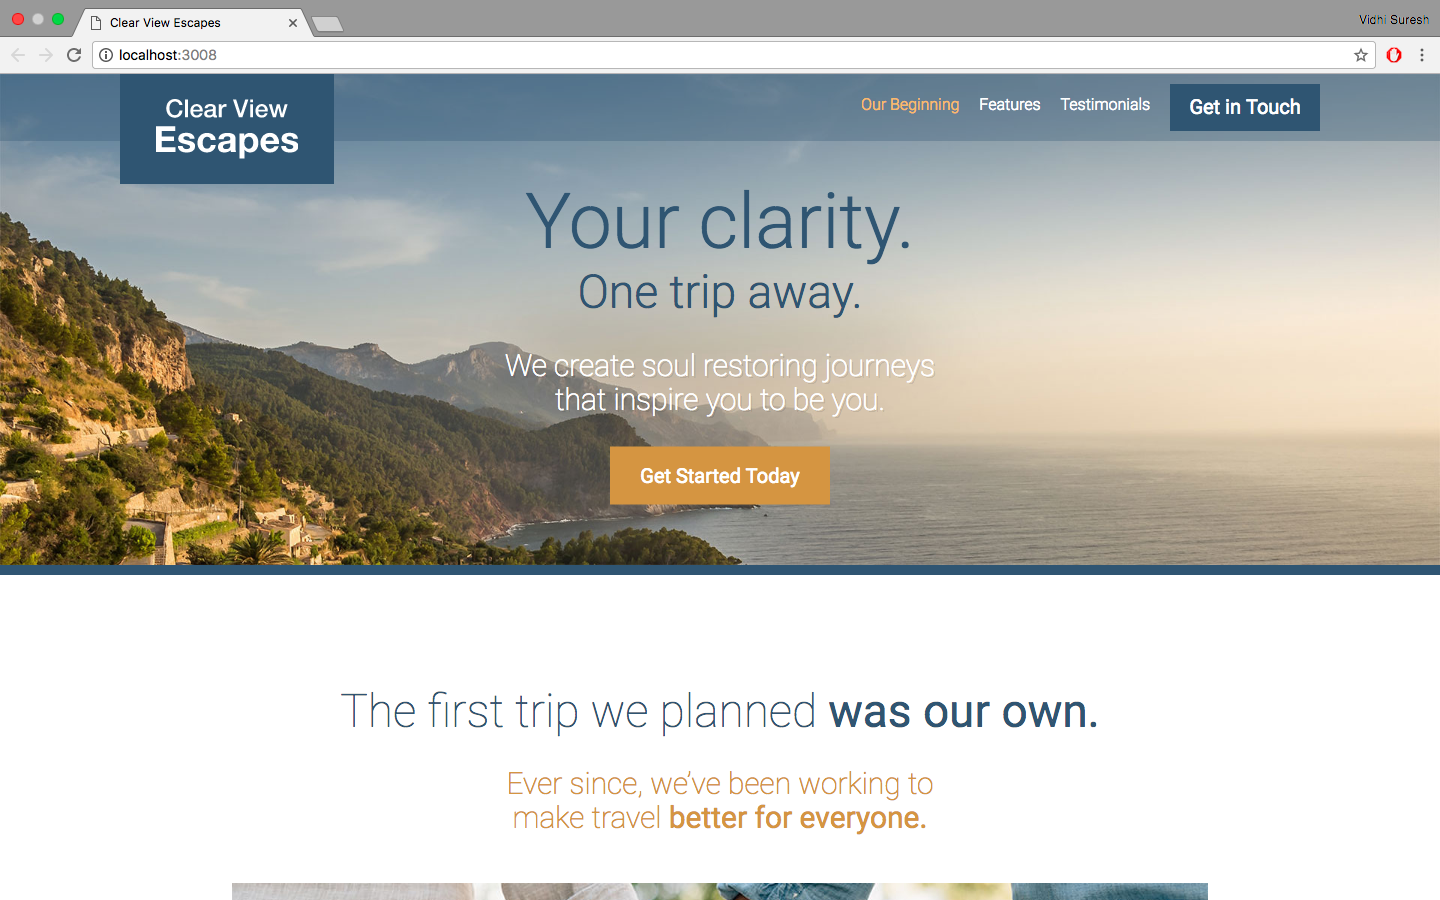 Clear View Escapes
Vidhi Suresh
localhost:3008
Clear View
Escapes
Our Beginning Features Testimonials Get in Touch
Your clarity.
One trip away.
We create soul restoring journeys
that inspire you to be you.
Get Started Today
The first trip we planned was our own.
Ever since, we’ve been working to
make travel better for everyone.